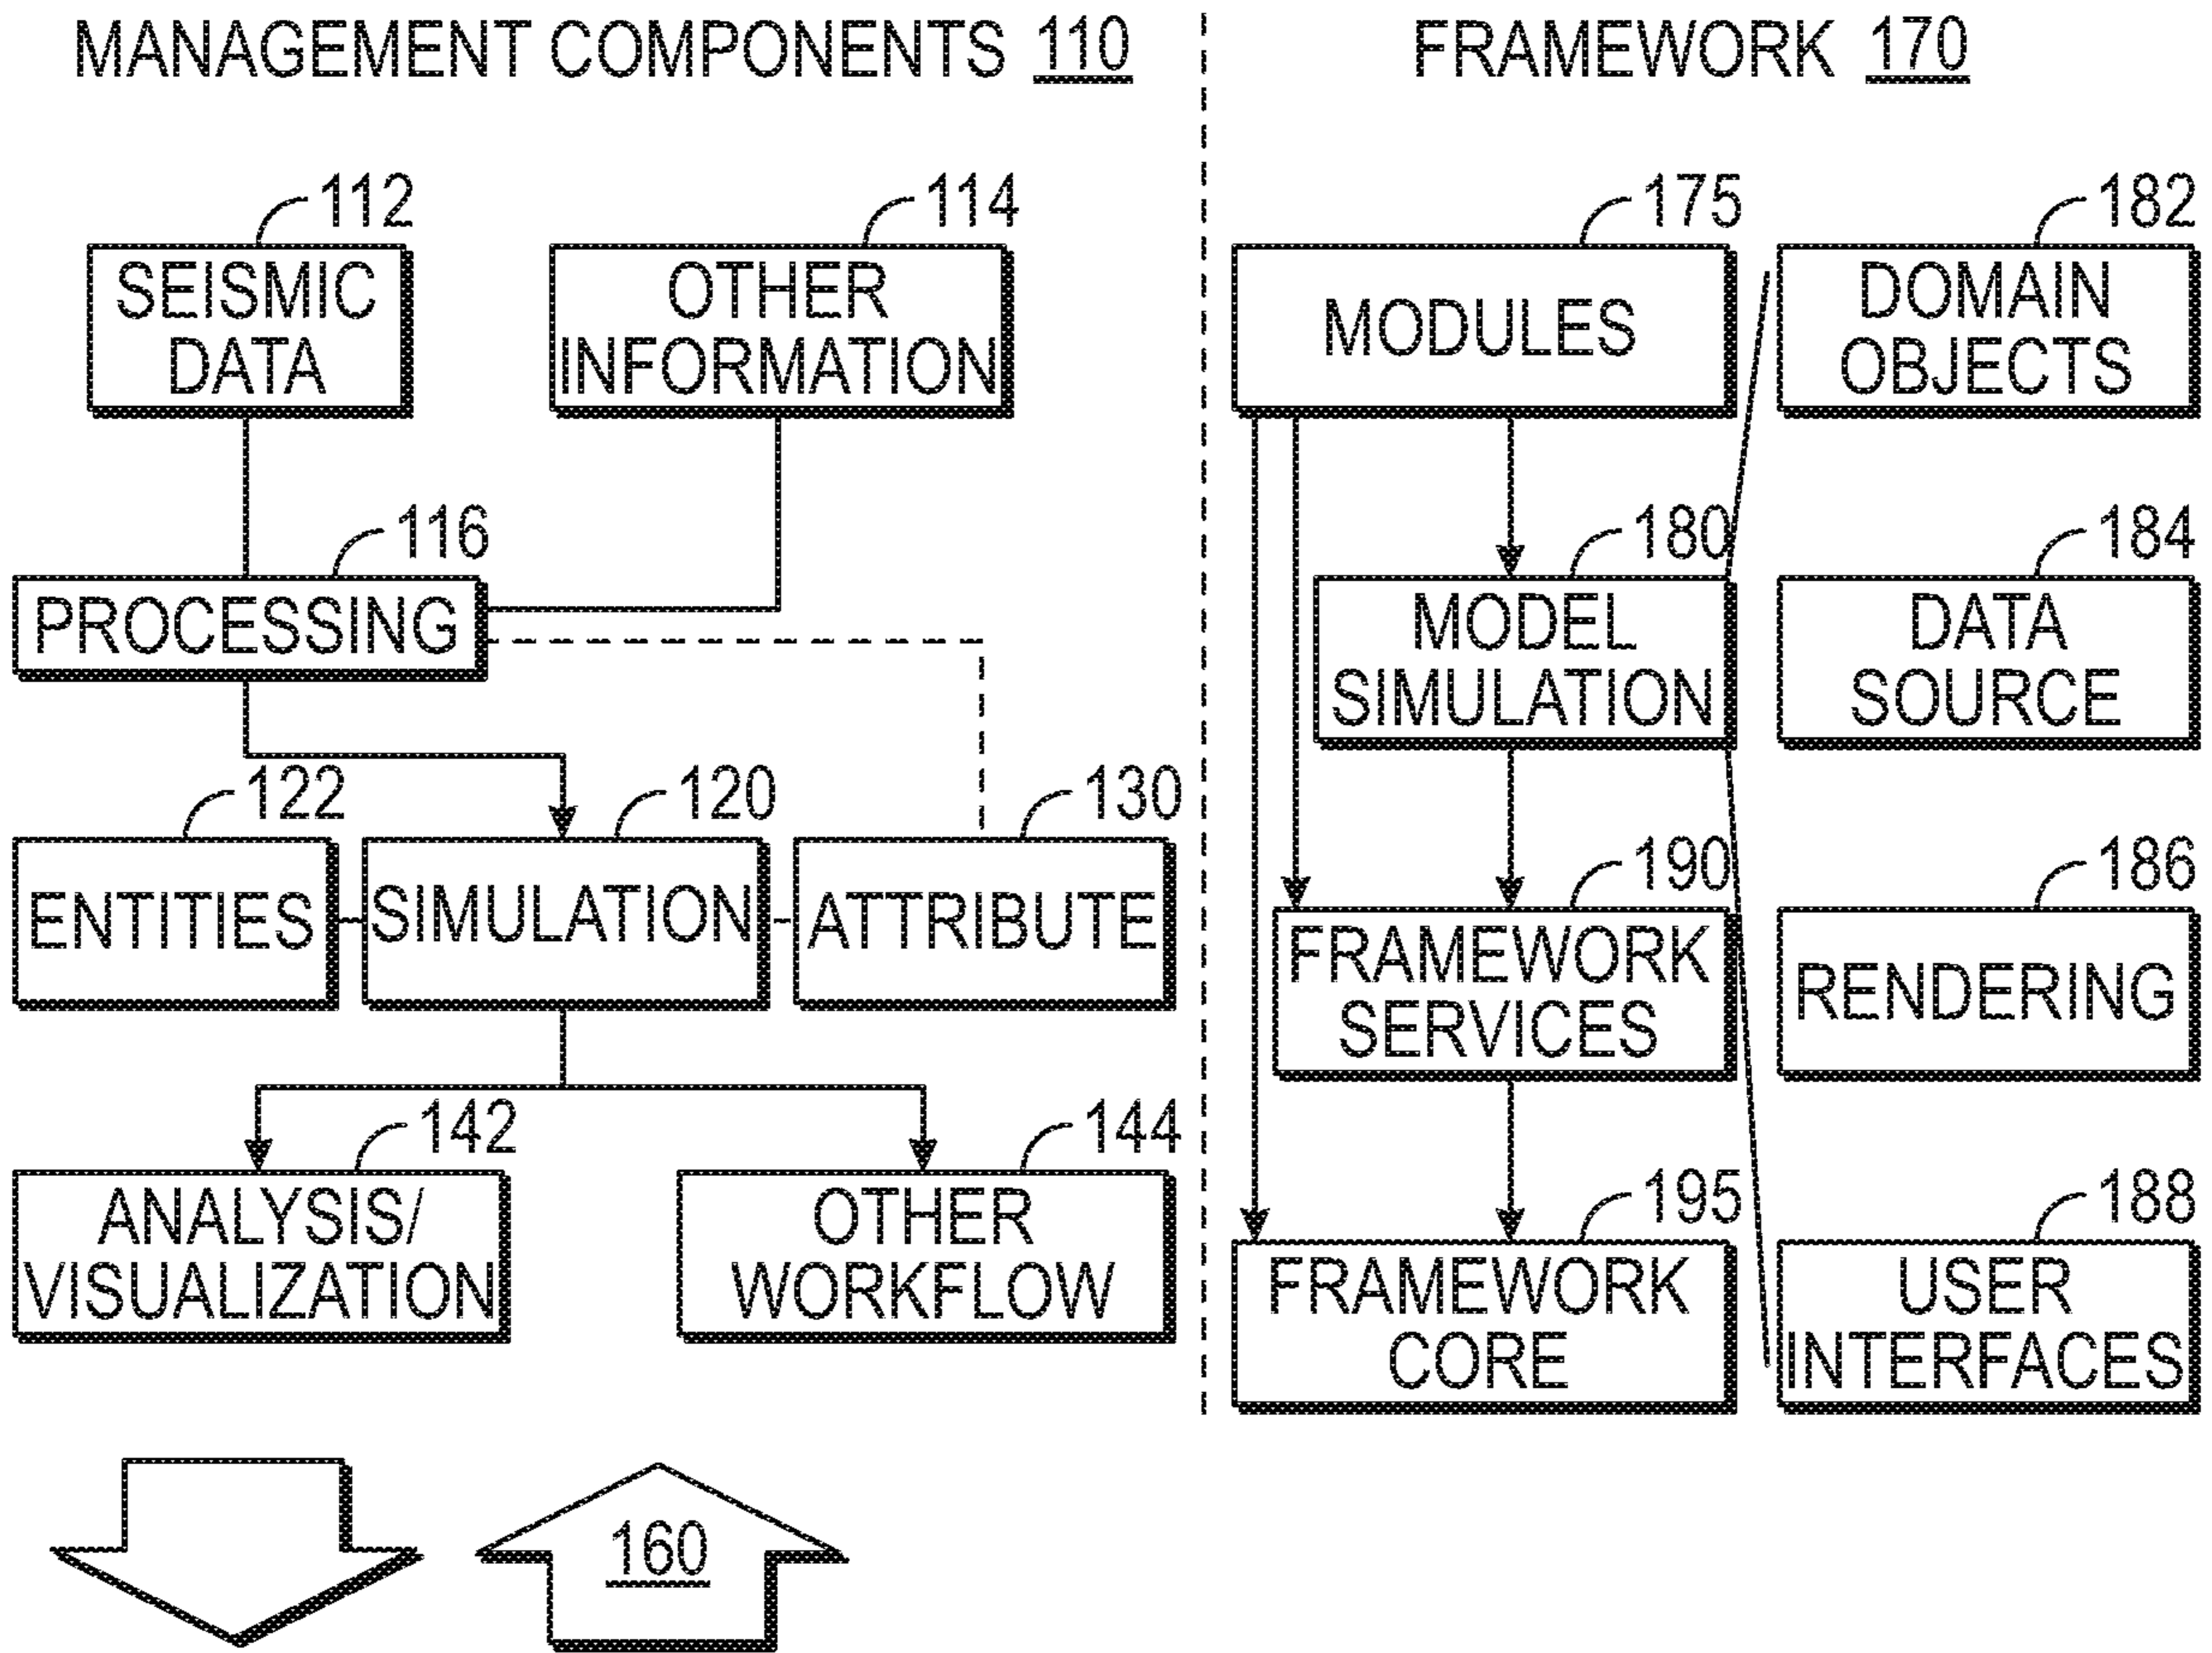 MANAGEMENT COMPONENTS 110
FRAMEWORK 170
112
SEISMIC
DATA
114
OTHER
INFORMATION
116
PROCESSING
122
ENTITIES
120
SIMULATION
130
ATTRIBUTE
142
ANALYSIS/
VISUALIZATION
144
OTHER
WORKFLOW
160
175
MODULES
180
MODEL
SIMULATION
190
FRAMEWORK
SERVICES
195
FRAMEWORK
CORE
182
DOMAIN
OBJECTS
184
DATA
SOURCE
186
RENDERING
188
USER
INTERFACES